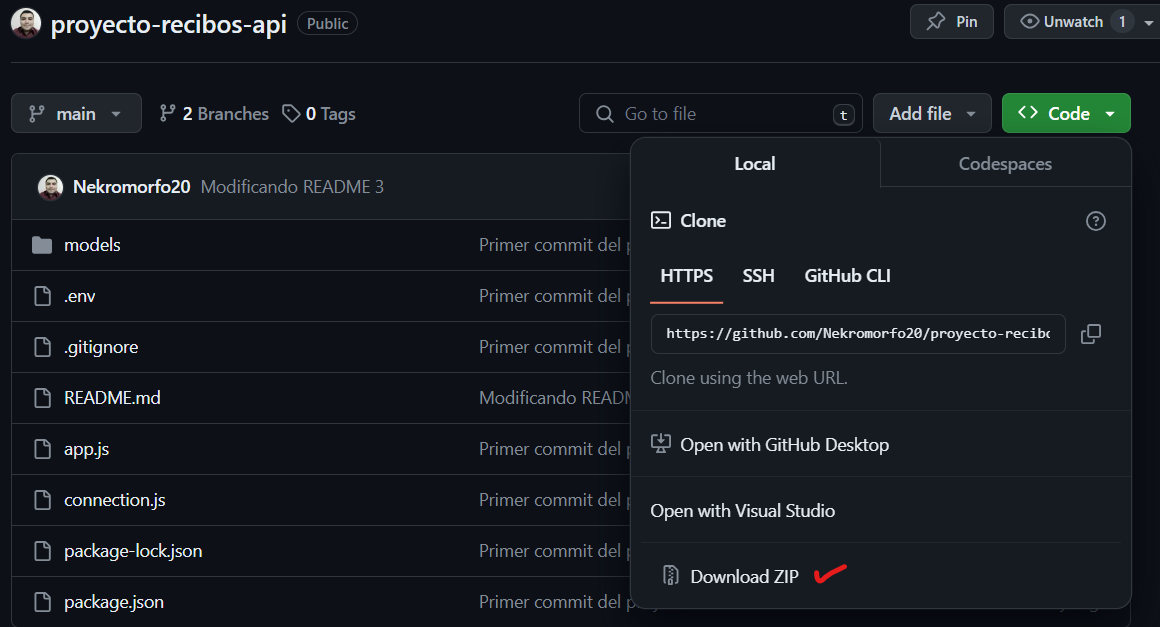 proyecto-recibos-api Public Pin Unwatch 1
main 2 Branches 0 Tags Go to file t Add file <> Code
Local Codespaces
Nekromorfo20 Modificando README 3
Clone
models Primer commit del
HTTPS SSH GitHub CLI
.env Primer commit del
https://github.com/Nekromorfo20/proyecto-recibo
.gitignore Primer commit del
Clone using the web URL.
README.md Modificando README
app.js Primer commit del
Open with GitHub Desktop
connection.js Primer commit del
Open with Visual Studio
package-lock.json Primer commit del
Download ZIP
package.json Primer commit del